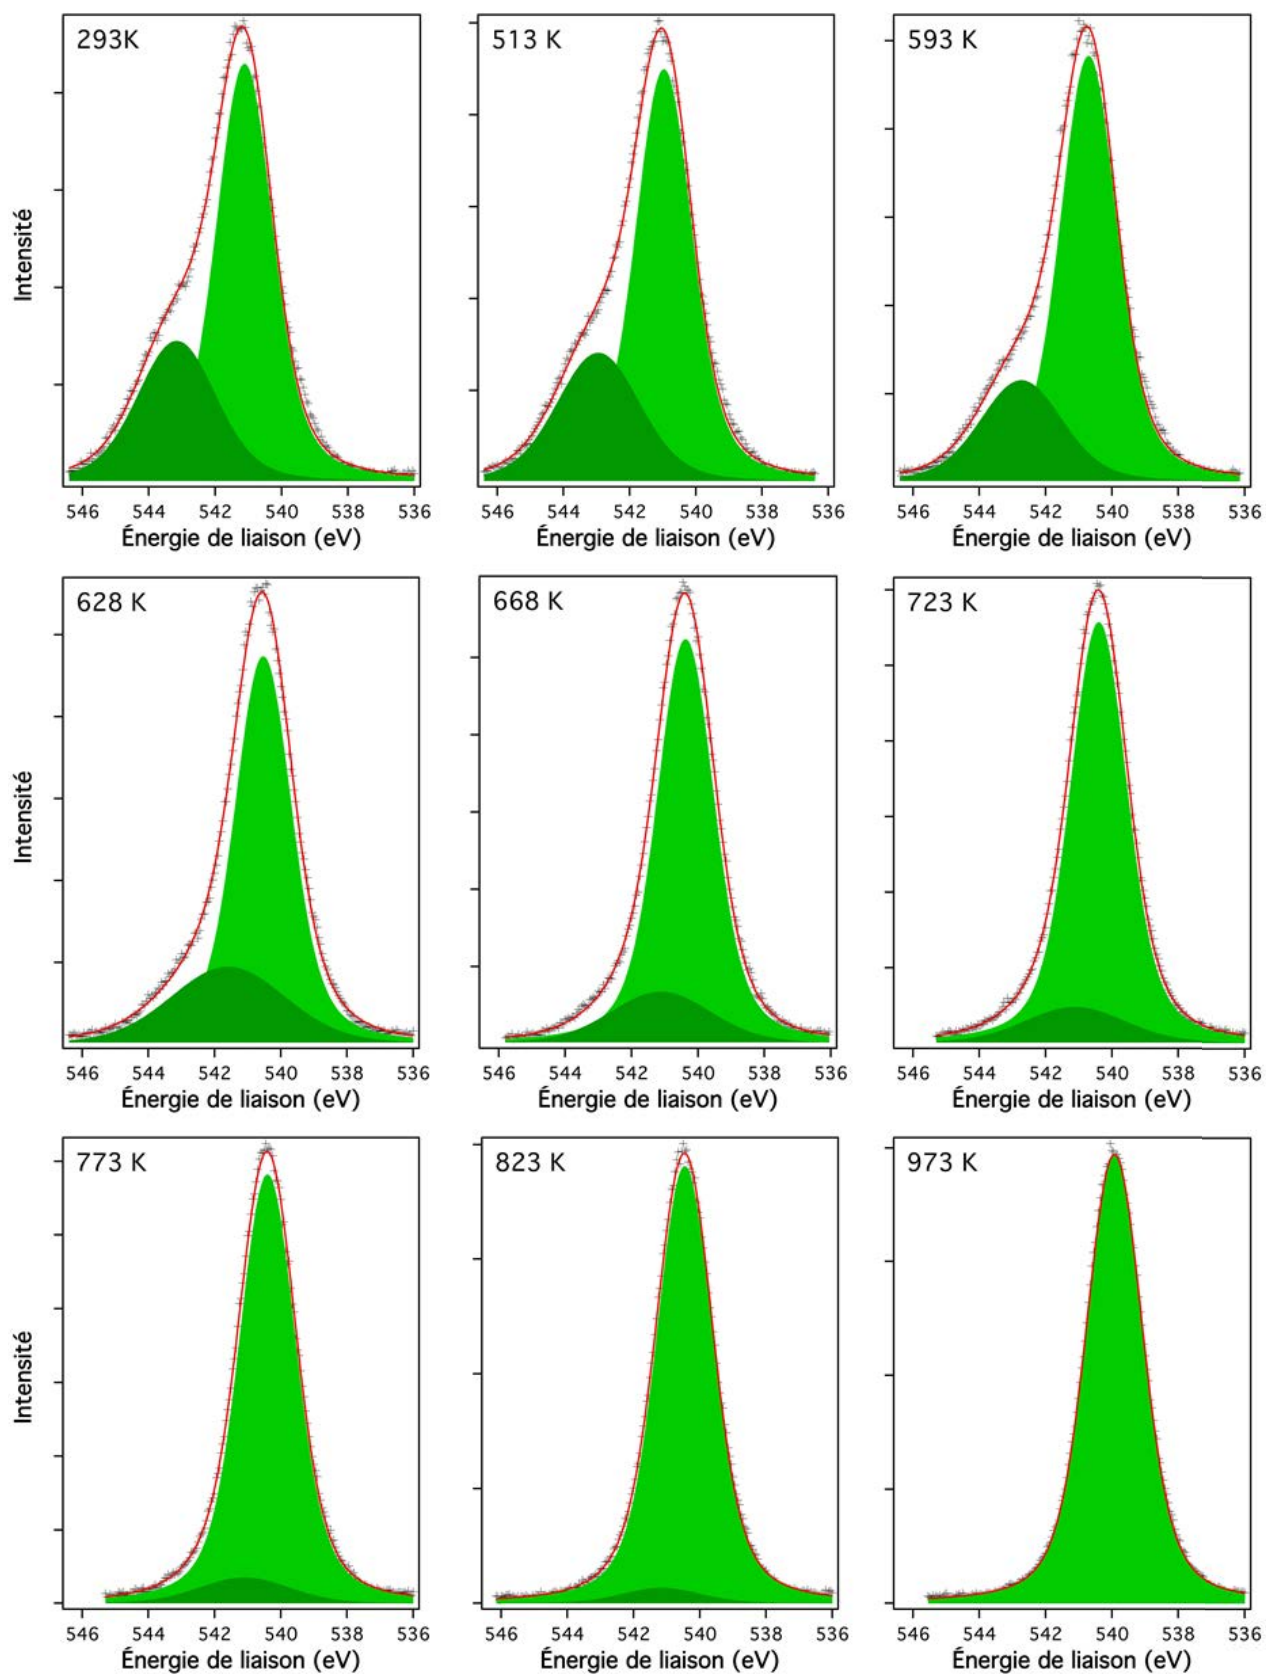 293K
513 K
593 K
Intensité
546 544 542 540 538 536
546 544 542 540 538 536
546 544 542 540 538 536
Énergie de liaison (eV)
Énergie de liaison (eV)
Énergie de liaison (eV)
628 K
668 K
723 K
Intensité
546 544 542 540 538 536
546 544 542 540 538 536
546 544 542 540 538 536
Énergie de liaison (eV)
Énergie de liaison (eV)
Énergie de liaison (eV)
773 K
823 K
973 K
Intensité
546 544 542 540 538 536
546 544 542 540 538 536
546 544 542 540 538 536
Énergie de liaison (eV)
Énergie de liaison (eV)
Énergie de liaison (eV)